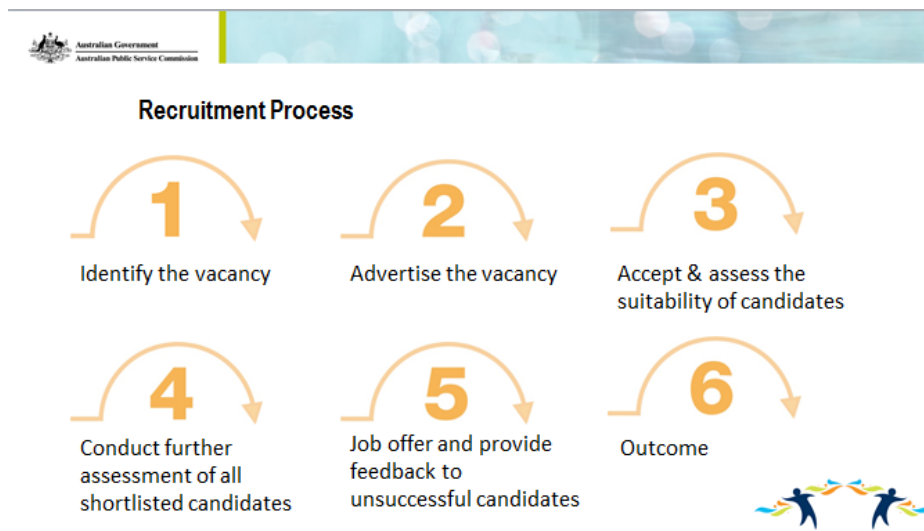 Australian Government
Australian Public Service Commission
Recruitment Process
1
Identify the vacancy
2
Advertise the vacancy
3
Accept & assess the
suitability of candidates
4
Conduct further
assessment of all
shortlisted candidates
5
Job offer and provide
feedback to
unsuccessful candidates
6
Outcome